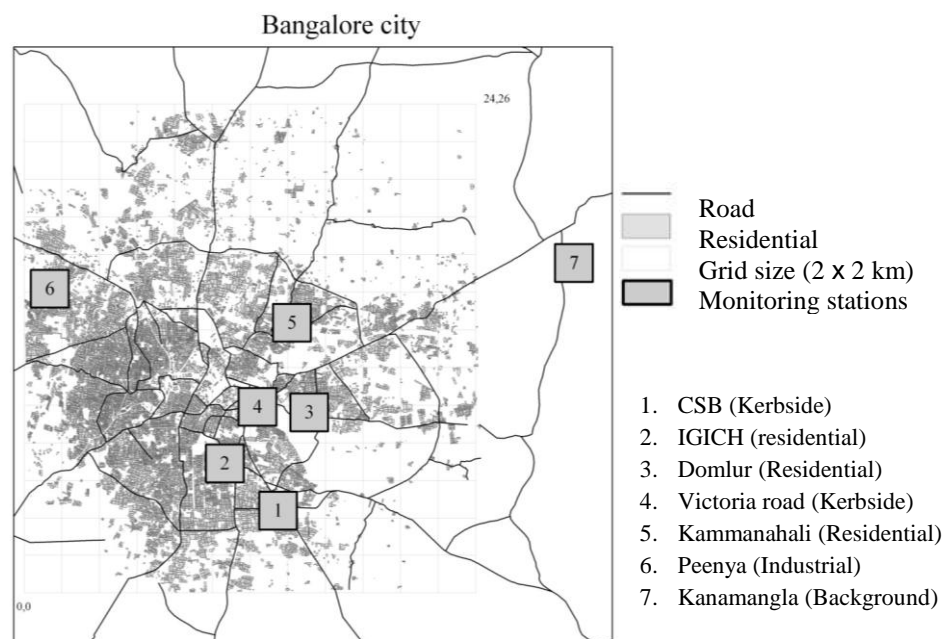 Bangalore city
24,26
Road
Residential
Grid size (2 x 2 km)
Monitoring stations
7
6
5
4
3
2
1
1. CSB (Kerbside)
2. IGICH (residential)
3. Domlur (Residential)
4. Victoria road (Kerbside)
5. Kammanahali (Residential)
6. Peenya (Industrial)
7. Kanamangla (Background)
0,0